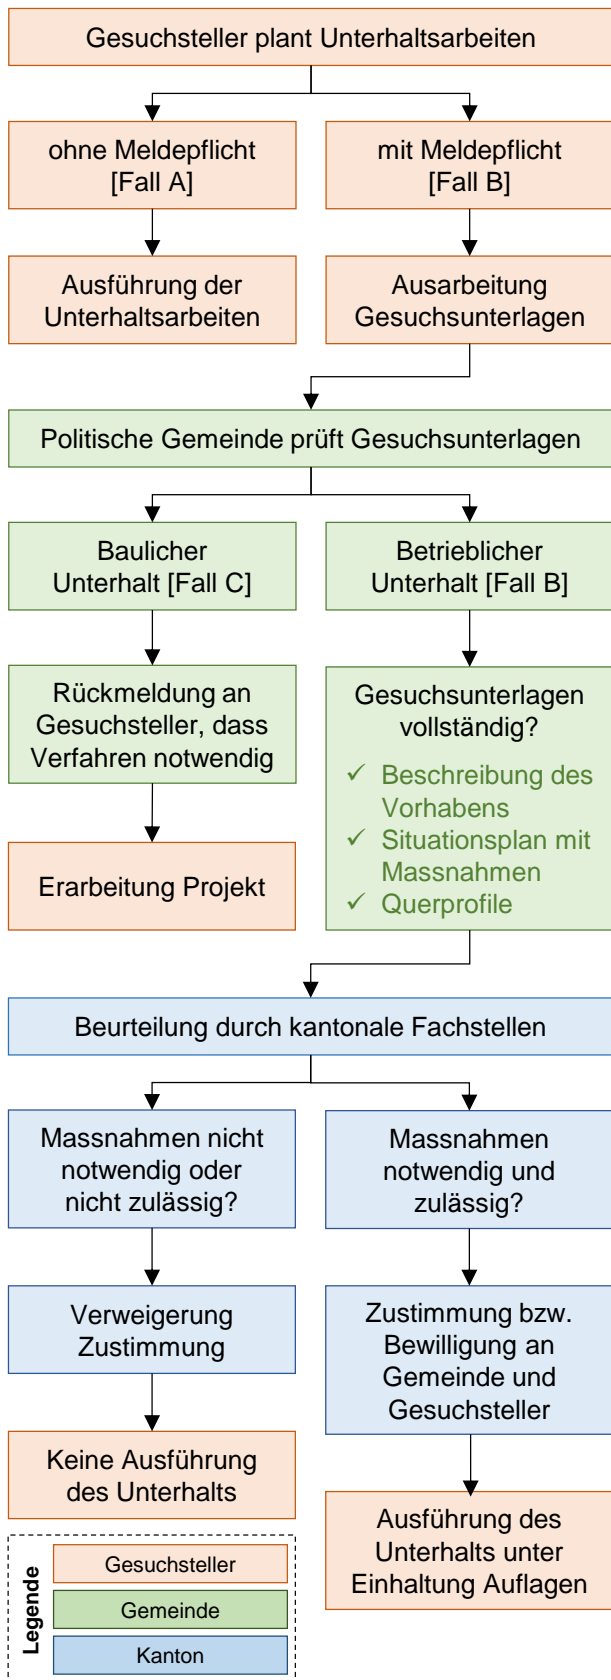 Gesuchsteller plant Unterhaltsarbeiten
ohne Meldepflicht
[Fall A]
mit Meldepflicht
[Fall B]
Ausführung der
Unterhaltsarbeiten
Ausarbeitung
Gesuchsunterlagen
Politische Gemeinde prüft Gesuchsunterlagen
Baulicher
Unterhalt [Fall C]
Betrieblicher
Unterhalt [Fall B]
Rückmeldung an
Gesuchsteller, dass
Verfahren notwendig
Gesuchsunterlagen
vollständig?
✓ Beschreibung des
Vorhabens
✓ Situationsplan mit
Massnahmen
✓ Querprofile
Erarbeitung Projekt
Beurteilung durch kantonale Fachstellen
Massnahmen nicht
notwendig oder
nicht zulässig?
Massnahmen
notwendig und
zulässig?
Verweigerung
Zustimmung
Zustimmung bzw.
Bewilligung an
Gemeinde und
Gesuchsteller
Keine Ausführung
des Unterhalts
Ausführung des
Unterhalts unter
Einhaltung Auflagen
Legende
Gesuchsteller
Gemeinde
Kanton